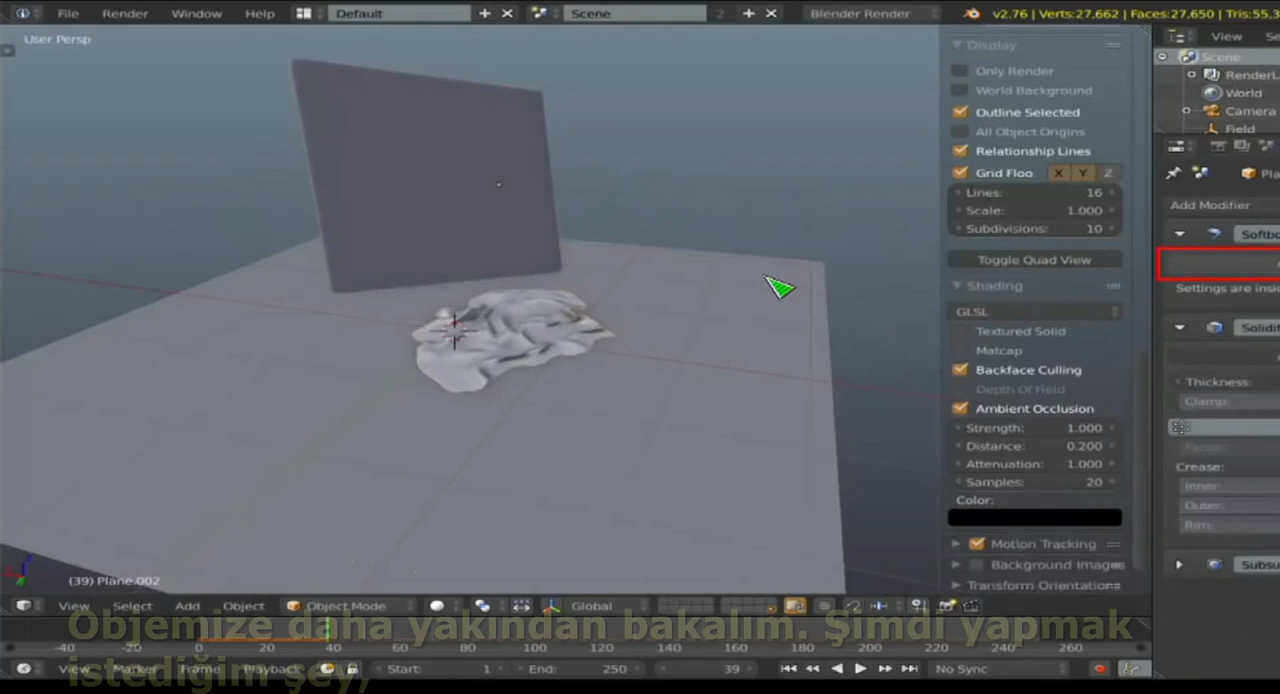 File Render Window Help Default Scene 2 Blender Render v2.76 | Verts:27,662 | Faces:27,650 | Tris:55,3
User Persp
Display
Only Render
World Background
Outline Selected
All Object Origins
Relationship Lines
Grid Floo X Y Z
Lines: 16
Scale: 1.000
Subdivisions: 10
Toggle Quad View
Shading
GLSL
Textured Solid
Matcap
Backface Culling
Depth Of Field
Ambient Occlusion
Strength: 1.000
Distance: 0.200
Attenuation: 1.000
Samples: 20
Color:
Motion Tracking
Background Images
Transform Orientation
View Se
Scene
RenderL
World
Camera
Field
Pla
Add Modifier
Softbo
Settings are insi
Solidif
Thickness:
Clamp:
Factor:
Crease:
Inner:
Outer:
Rim:
Subsu
(39) Plane.002
View Select Add Object Object Mode Global
Objemize daha yakından bakalım. Şimdi yapmak
istediğim şey,
-40 -20 0 20 40 60 80 100 120 140 160 180 200 220 240 260
View Marker Frame Playback Start: 1 End: 250 39 No Sync